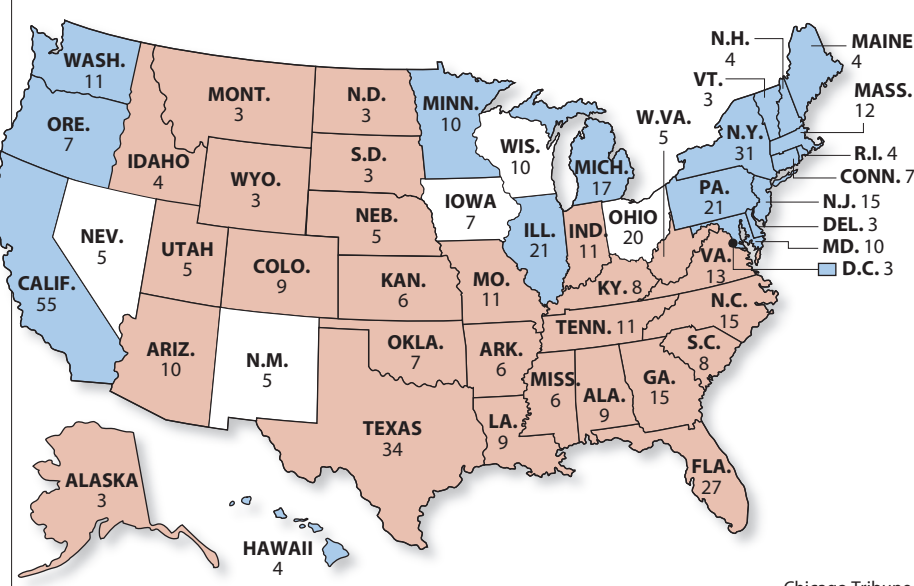 WASH.
11
ORE.
7
CALIF.
55
NEV.
5
IDAHO
4
MONT.
3
WYO.
3
UTAH
5
COLO.
9
ARIZ.
10
N.M.
5
N.D.
3
S.D.
3
NEB.
5
KAN.
6
OKLA.
7
TEXAS
34
MINN.
10
IOWA
7
MO.
11
ARK.
6
LA.
9
WIS.
10
ILL.
21
MICH.
17
IND.
11
OHIO
20
KY. 8
TENN. 11
MISS.
6
ALA.
9
GA.
15
FLA.
27
S.C.
8
N.C.
15
VA.
13
W.VA.
5
PA.
21
N.Y.
31
VT.
3
N.H.
4
MAINE
4
MASS.
12
R.I. 4
CONN. 7
N.J. 15
DEL. 3
MD. 10
D.C. 3
ALASKA
3
HAWAII
4
Chicago Tribune